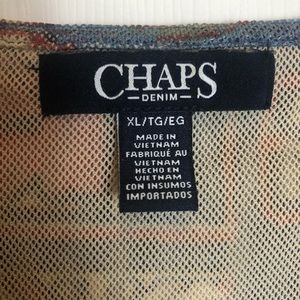 CHAPS
DENIM
XL/TG/EG
MADE IN
VIETNAM
FABRIQUÉ AU
VIETNAM
HECHO EN
VIETNAM
CON INSUMOS
IMPORTADOS